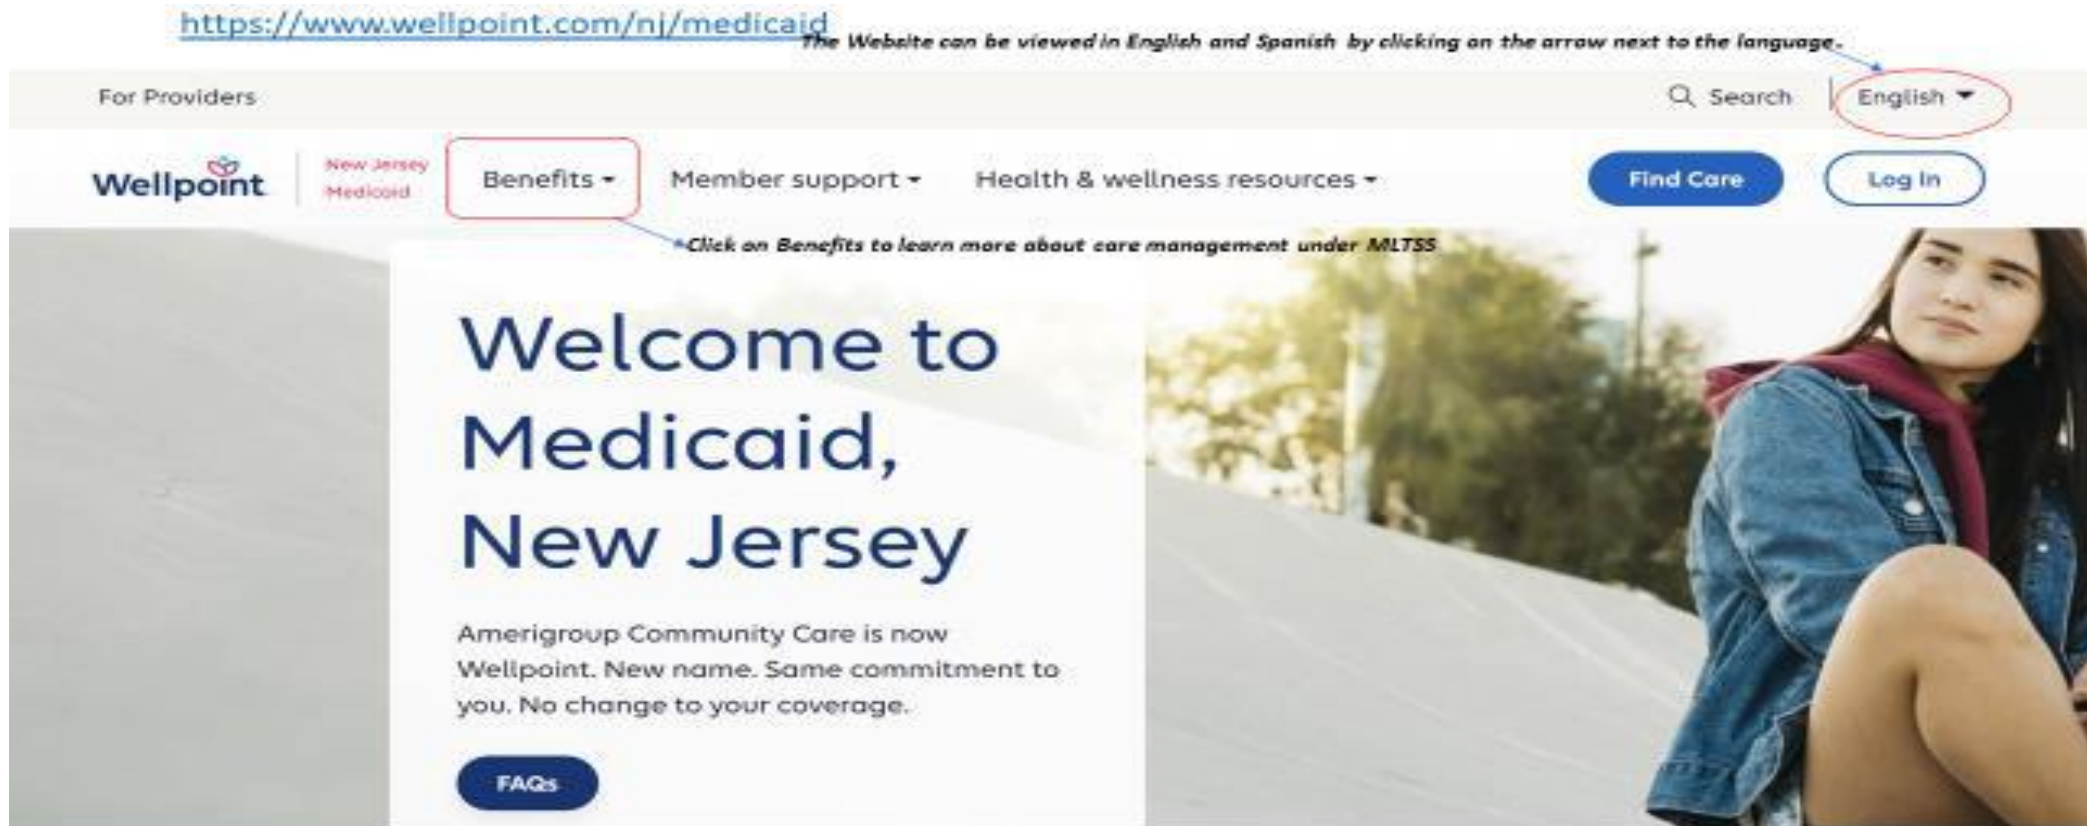 https://www.wellpoint.com/nj/medicaid
The Website can be viewed in English and Spanish by clicking on the arrow next to the language.
For Providers
Search
English
Wellpoint
New Jersey
Medicaid
Benefits
Member support
Health & wellness resources
Find Care
Log In
Click on Benefits to learn more about care management under MLTSS
Welcome to
Medicaid,
New Jersey
Amerigroup Community Care is now
Wellpoint. New name. Same commitment to
you. No change to your coverage.
FAQs